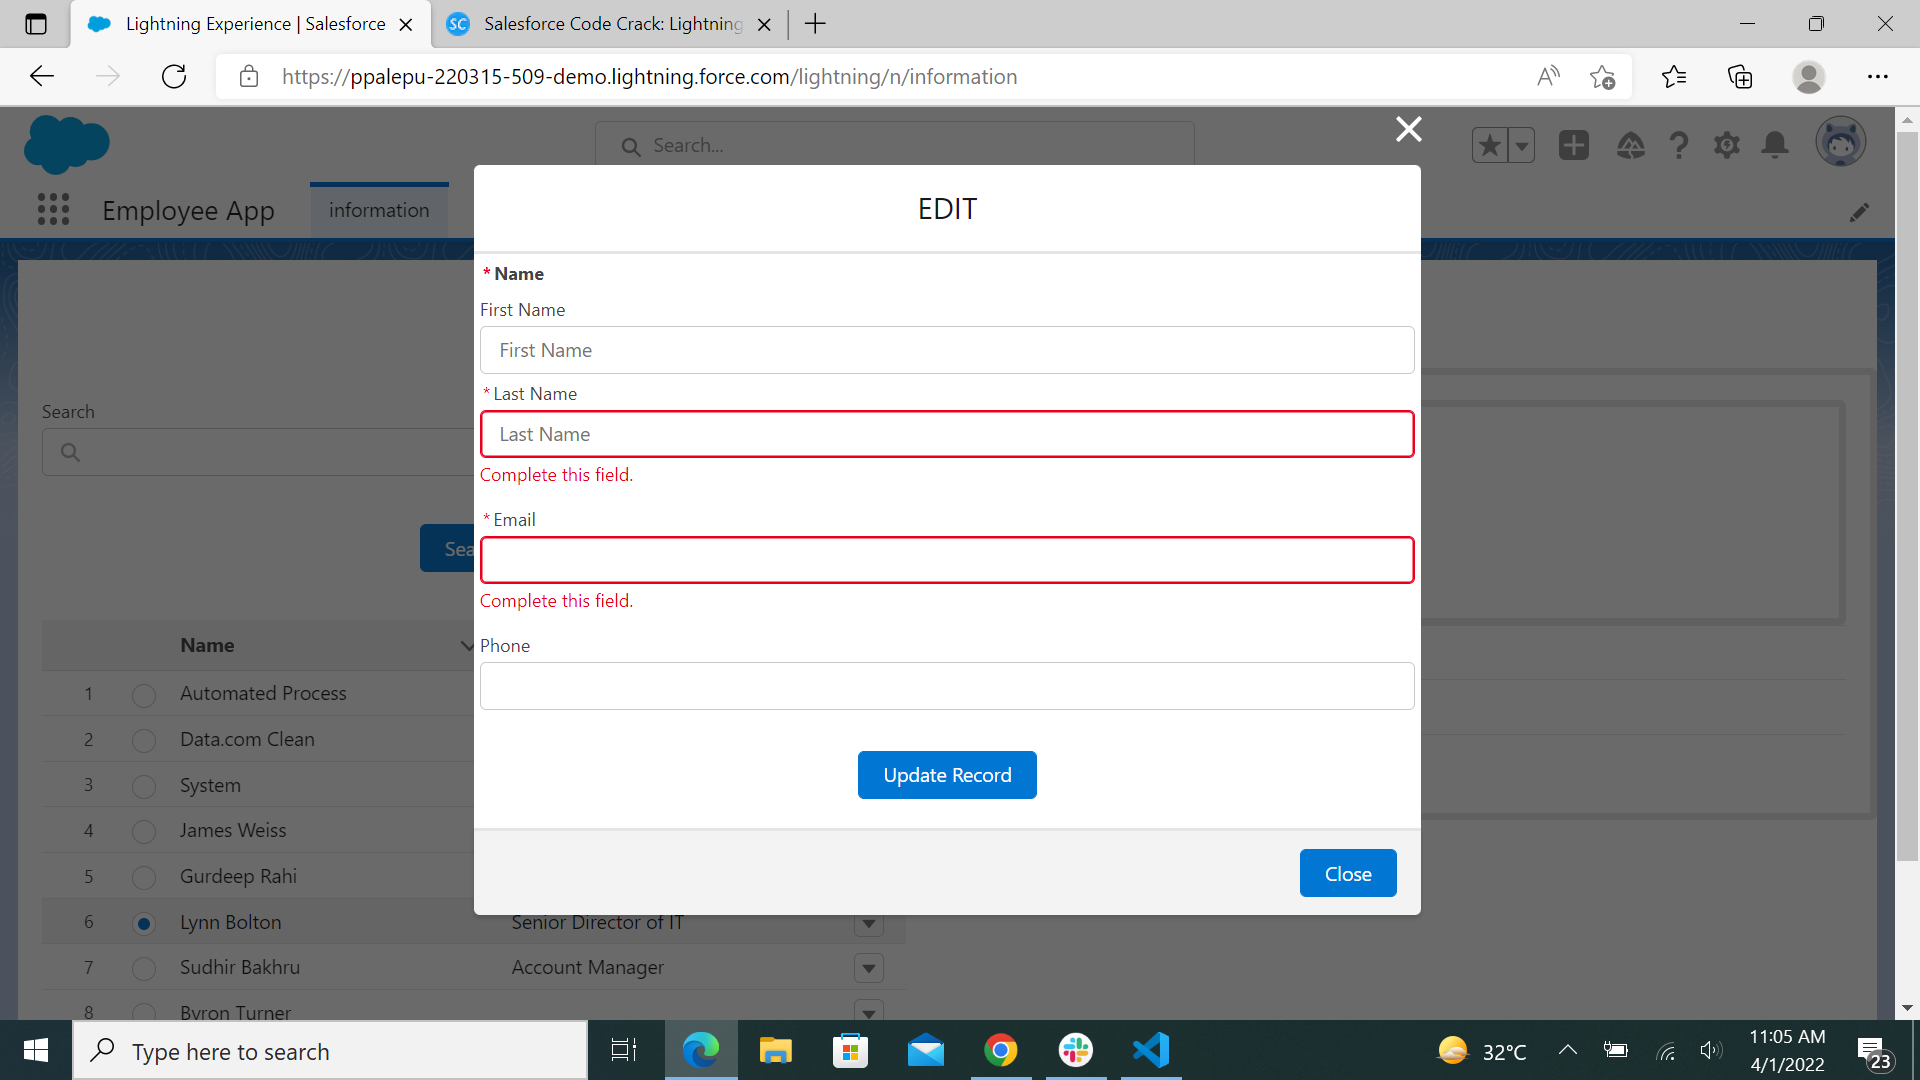 Lightning Experience | Salesforce
SC
Salesforce Code Crack: Lightning
https://ppalepu-220315-509-demo.lightning.force.com/lightning/n/information
Search...
Employee App
information
EDIT
*Name
First Name
First Name
*Last Name
Last Name
Complete this field.
*Email
Complete this field.
Phone
Update Record
Close
Search
Sea
Name
1 Automated Process
2 Data.com Clean
3 System
4 James Weiss
5 Gurdeep Rahi
6 Lynn Bolton Senior Director of IT
7 Sudhir Bakhru Account Manager
8 Byron Turner
Type here to search
32°C
11:05 AM
4/1/2022
23